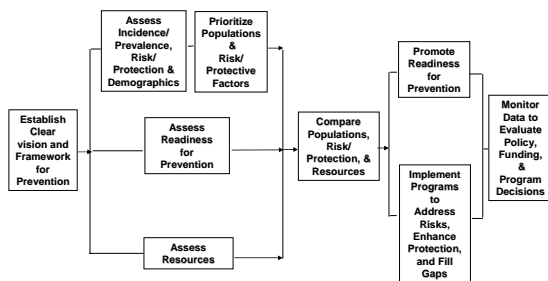 Establish
Clear
vision and
Framework
for
Prevention
Assess
Incidence/
Prevalence,
Risk/
Protection &
Demographics
Prioritize
Populations
&
Risk/
Protective
Factors
Assess
Readiness
for
Prevention
Assess
Resources
Compare
Populations,
Risk/
Protection, &
Resources
Promote
Readiness
for
Prevention
Implement
Programs
to
Address
Risks,
Enhance
Protection,
and Fill
Gaps
Monitor
Data to
Evaluate
Policy,
Funding,
&
Program
Decisions